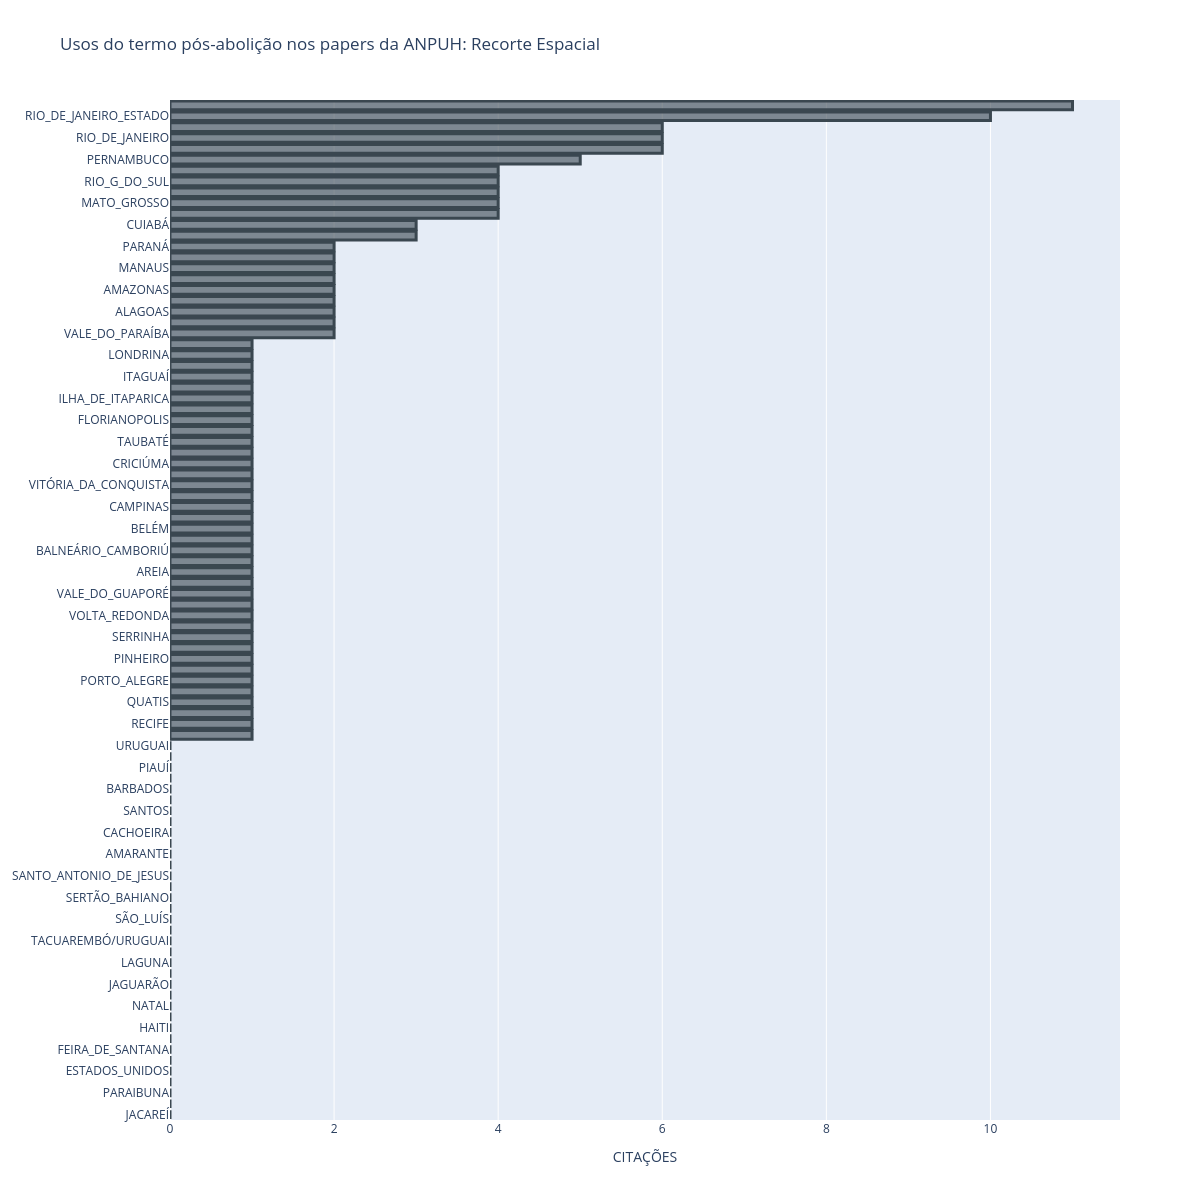 Usos do termo pós-abolição nos papers da ANPUH: Recorte Espacial
RIO_DE_JANEIRO_ESTADO
RIO_DE_JANEIRO
PERNAMBUCO
RIO_G_DO_SUL
MATO_GROSSO
CUIABÁ
PARANÁ
MANAUS
AMAZONAS
ALAGOAS
VALE_DO_PARAÍBA
LONDRINA
ITAGUAÍ
ILHA_DE_ITAPARICA
FLORIANOPOLIS
TAUBATÉ
CRICIÚMA
VITÓRIA_DA_CONQUISTA
CAMPINAS
BELÉM
BALNEÁRIO_CAMBORIÚ
AREIA
VALE_DO_GUAPORÉ
VOLTA_REDONDA
SERRINHA
PINHEIRO
PORTO_ALEGRE
QUATIS
RECIFE
URUGUAI
PIAUÍ
BARBADOS
SANTOS
CACHOEIRA
AMARANTE
SANTO_ANTONIO_DE_JESUS
SERTÃO_BAHIANO
SÃO_LUÍS
TACUAREMBÓ/URUGUAI
LAGUNA
JAGUARÃO
NATAL
HAITI
FEIRA_DE_SANTANA
ESTADOS_UNIDOS
PARAIBUNA
JACAREÍ
0 2 4 6 8 10
CITAÇÕES